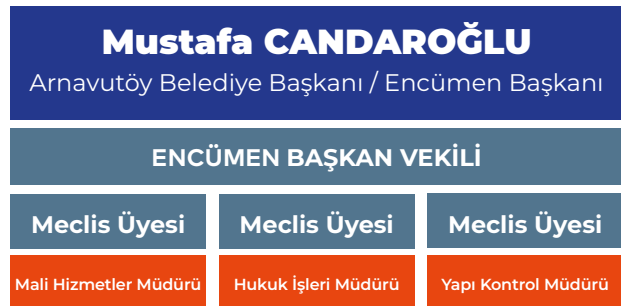 Mustafa CANDAROĞLU
Arnavutöy Belediye Başkanı / Encümen Başkanı
ENCÜMEN BAŞKAN VEKİLİ
Meclis Üyesi Meclis Üyesi Meclis Üyesi
Mali Hizmetler Müdürü Hukuk İşleri Müdürü Yapı Kontrol Müdürü